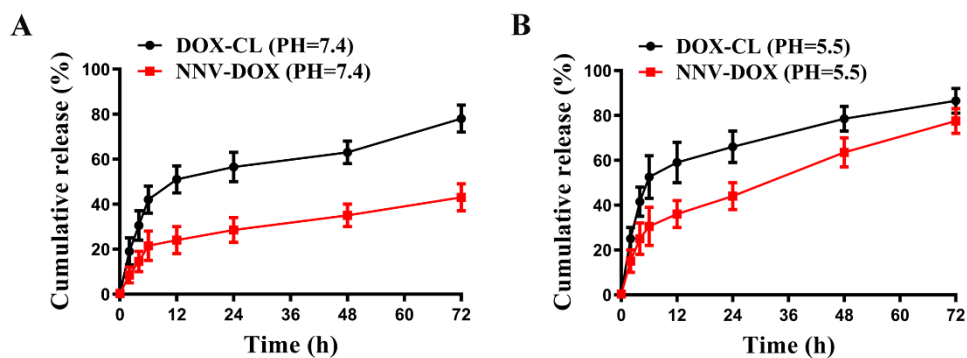 A
DOX-CL (PH=7.4)
NNV-DOX (PH=7.4)
Cumulative release (%)
100
80
60
40
20
0
0 12 24 36 48 60 72
Time (h)
B
DOX-CL (PH=5.5)
NNV-DOX (PH=5.5)
Cumulative release (%)
100
80
60
40
20
0
0 12 24 36 48 60 72
Time (h)